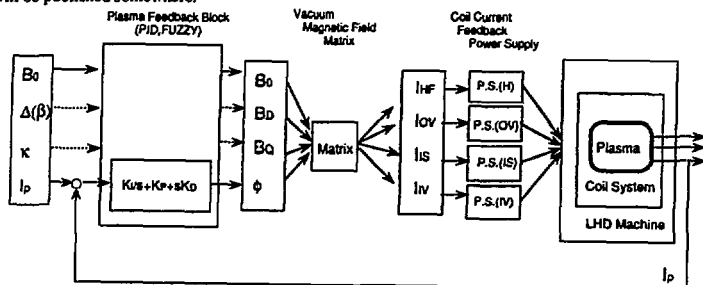 Plasma Feedback Block
(PID,FUZZY)
Vacuum
Magnetic Field
Matrix
Coil Current
Feedback
Power Supply
B0
Δ(β)
κ
Ip
KI/S+KP+sKD
B0
BD
BQ
ϕ
Matrix
IHF
IOV
IIS
IIV
P.S.(H)
P.S.(OV)
P.S.(IS)
P.S.(IV)
Plasma
Coil System
LHD Machine
Ip